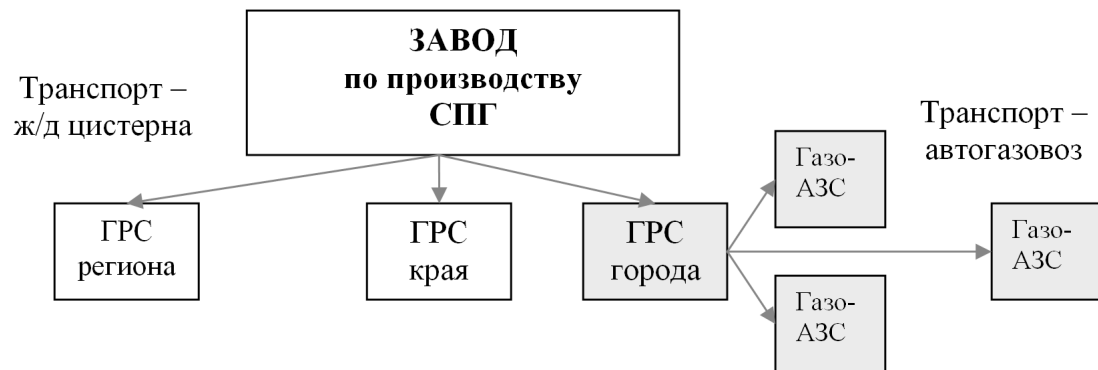 ЗАВОД
по производству
СПГ
Транспорт –
ж/д цистерна
Транспорт –
автогазовоз
ГРС
региона
ГРС
края
ГРС
города
Газо-
АЗС
Газо-
АЗС
Газо-
АЗС